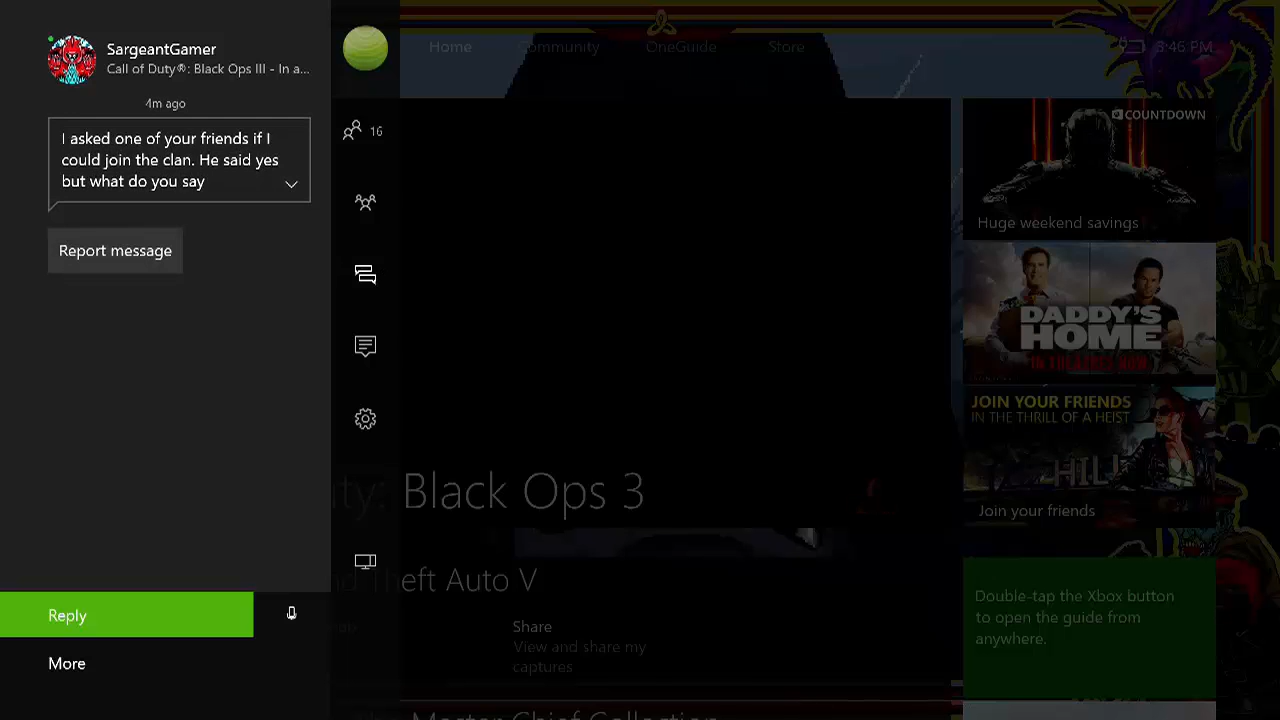 SargeantGamer
Call of Duty®: Black Ops III - In a...
4m ago
I asked one of your friends if I
could join the clan. He said yes
but what do you say
Report message
Reply
More
16
Home
Community
OneGuide
Store
3:46 PM
COUNTDOWN
Huge weekend savings
DADDY'S
HOME
IN THEATRES NOW
JOIN YOUR FRIENDS
IN THE THRILL OF A HEIST
Join your friends
Double-tap the Xbox button
to open the guide from
anywhere.
ty: Black Ops 3
nd Theft Auto V
Share
View and share my
captures
Master Chief Collection